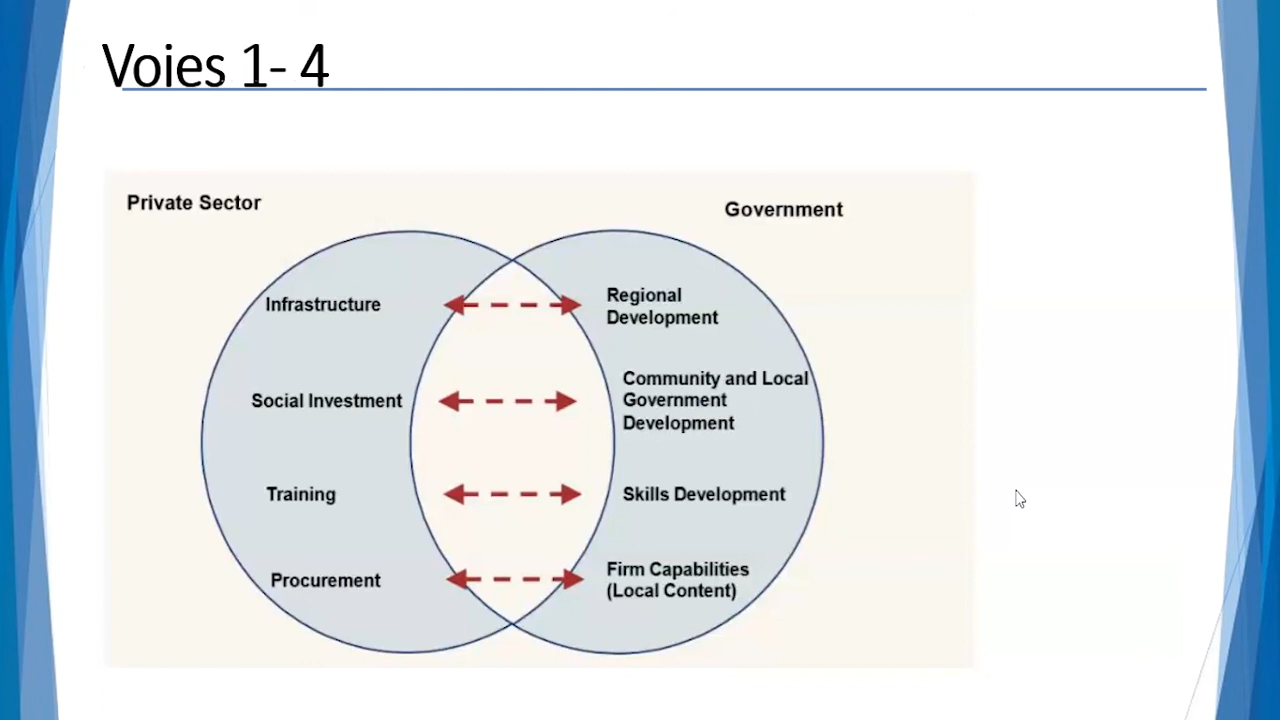 Voies 1- 4
Private Sector
Government
Infrastructure
Regional
Development
Social Investment
Community and Local
Government
Development
Training
Skills Development
Procurement
Firm Capabilities
(Local Content)